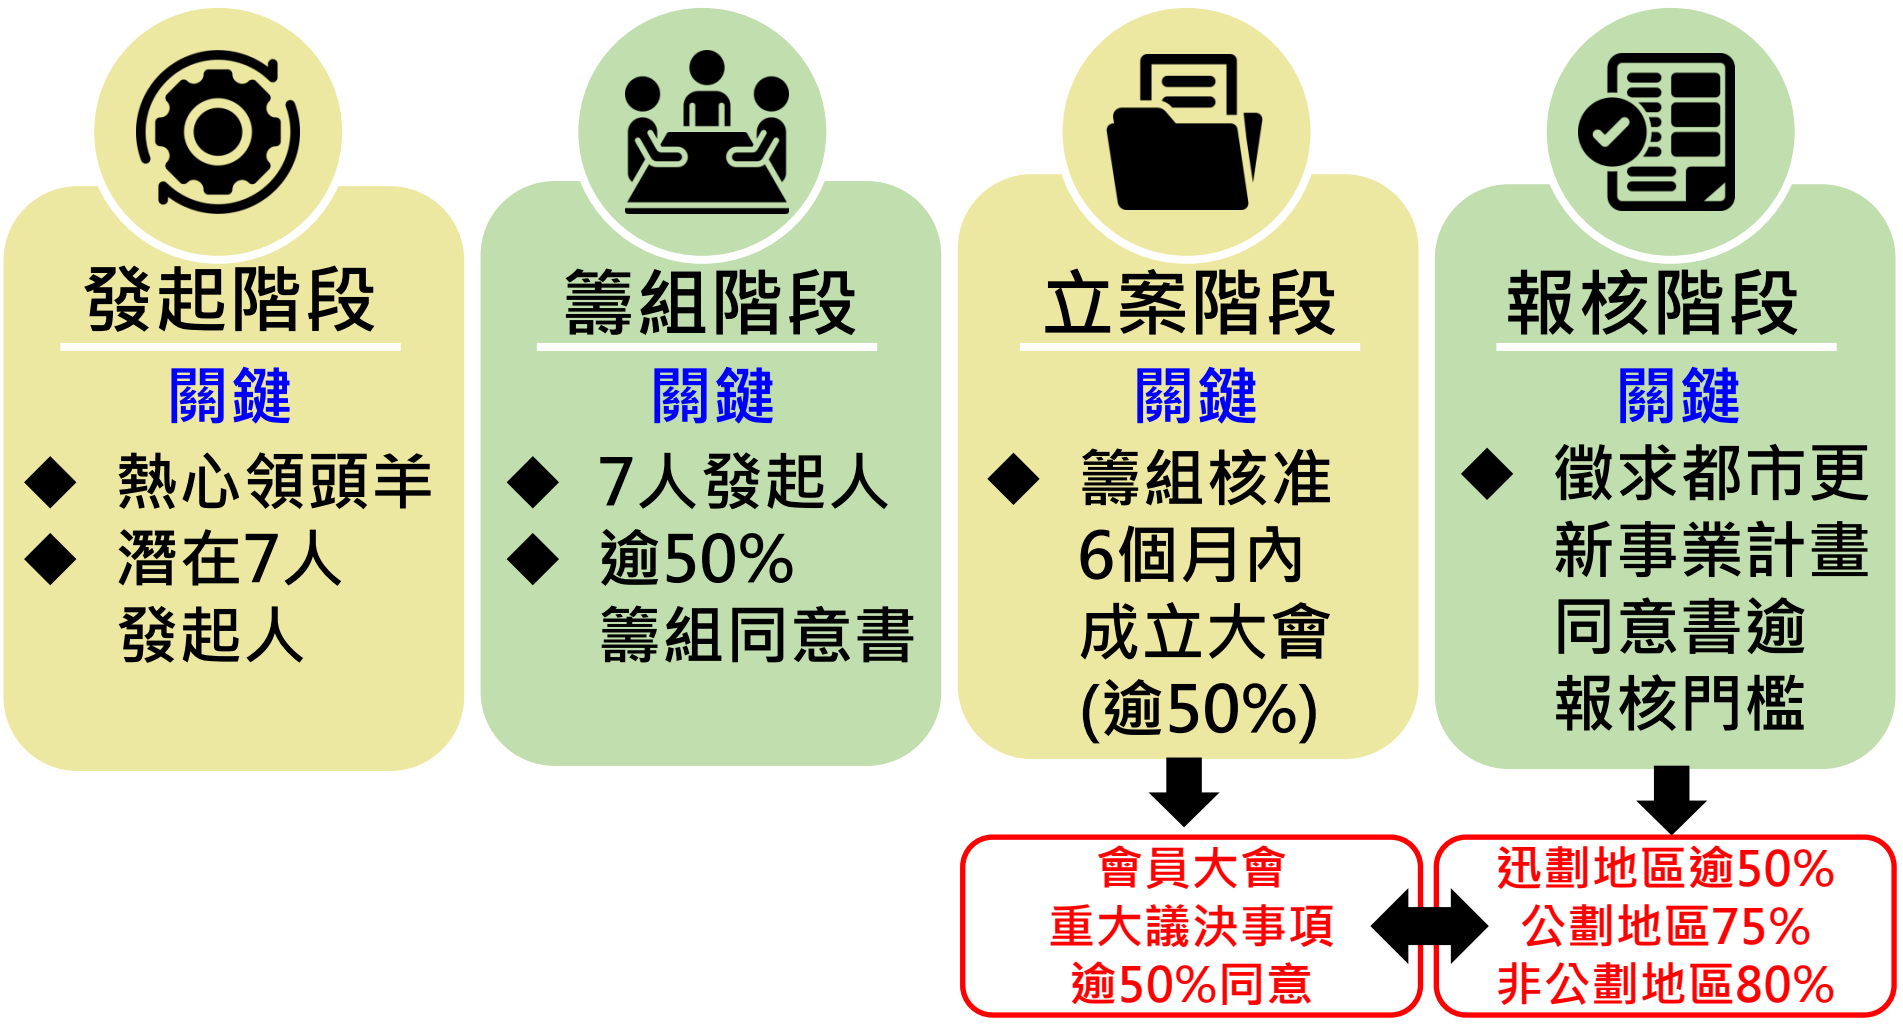 發起階段
關鍵
◆ 熱心領頭羊
◆ 潛在7人
發起人
籌組階段
關鍵
◆ 7人發起人
◆ 逾50%
籌組同意書
立案階段
關鍵
◆ 籌組核准
6個月內
成立大會
(逾50%)
會員大會
重大議決事項
逾50%同意
報核階段
關鍵
◆ 徵求都市更
新事業計畫
同意書逾
報核門檻
迅劃地區逾50%
公劃地區75%
非公劃地區80%